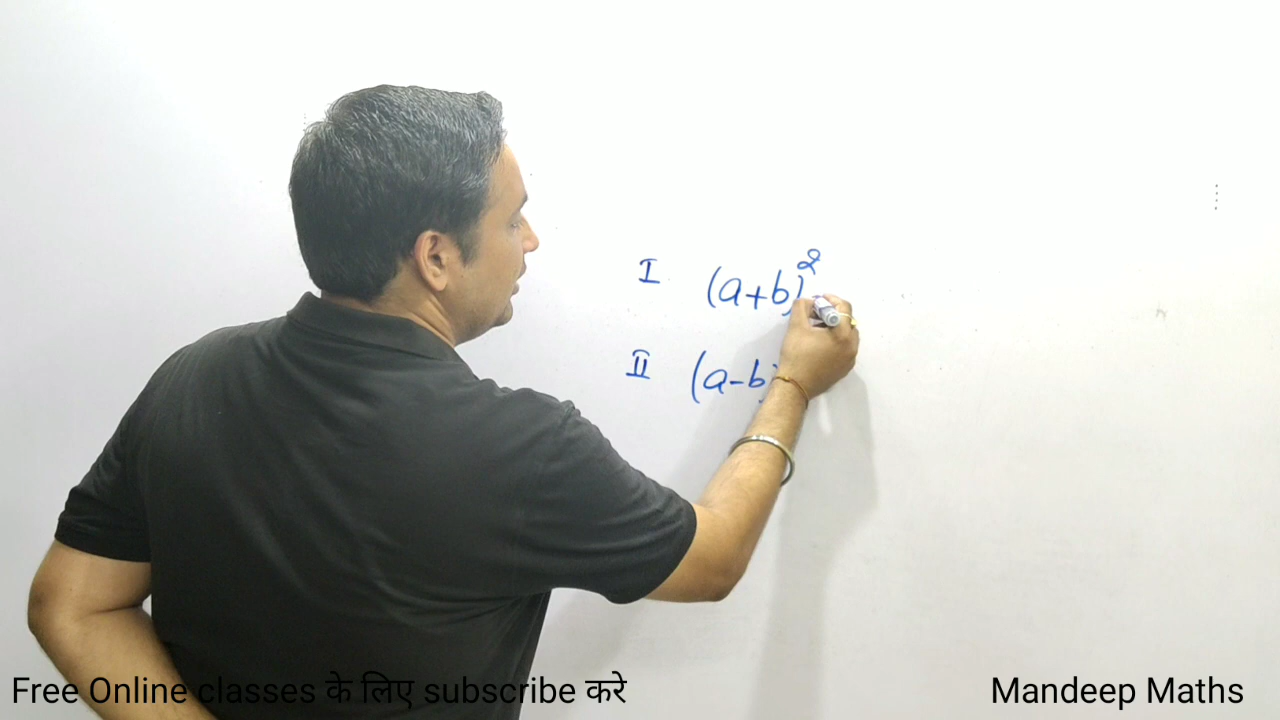 I (a+b)²
II (a-b)
Free Online classes के लिए subscribe करे
Mandeep Maths